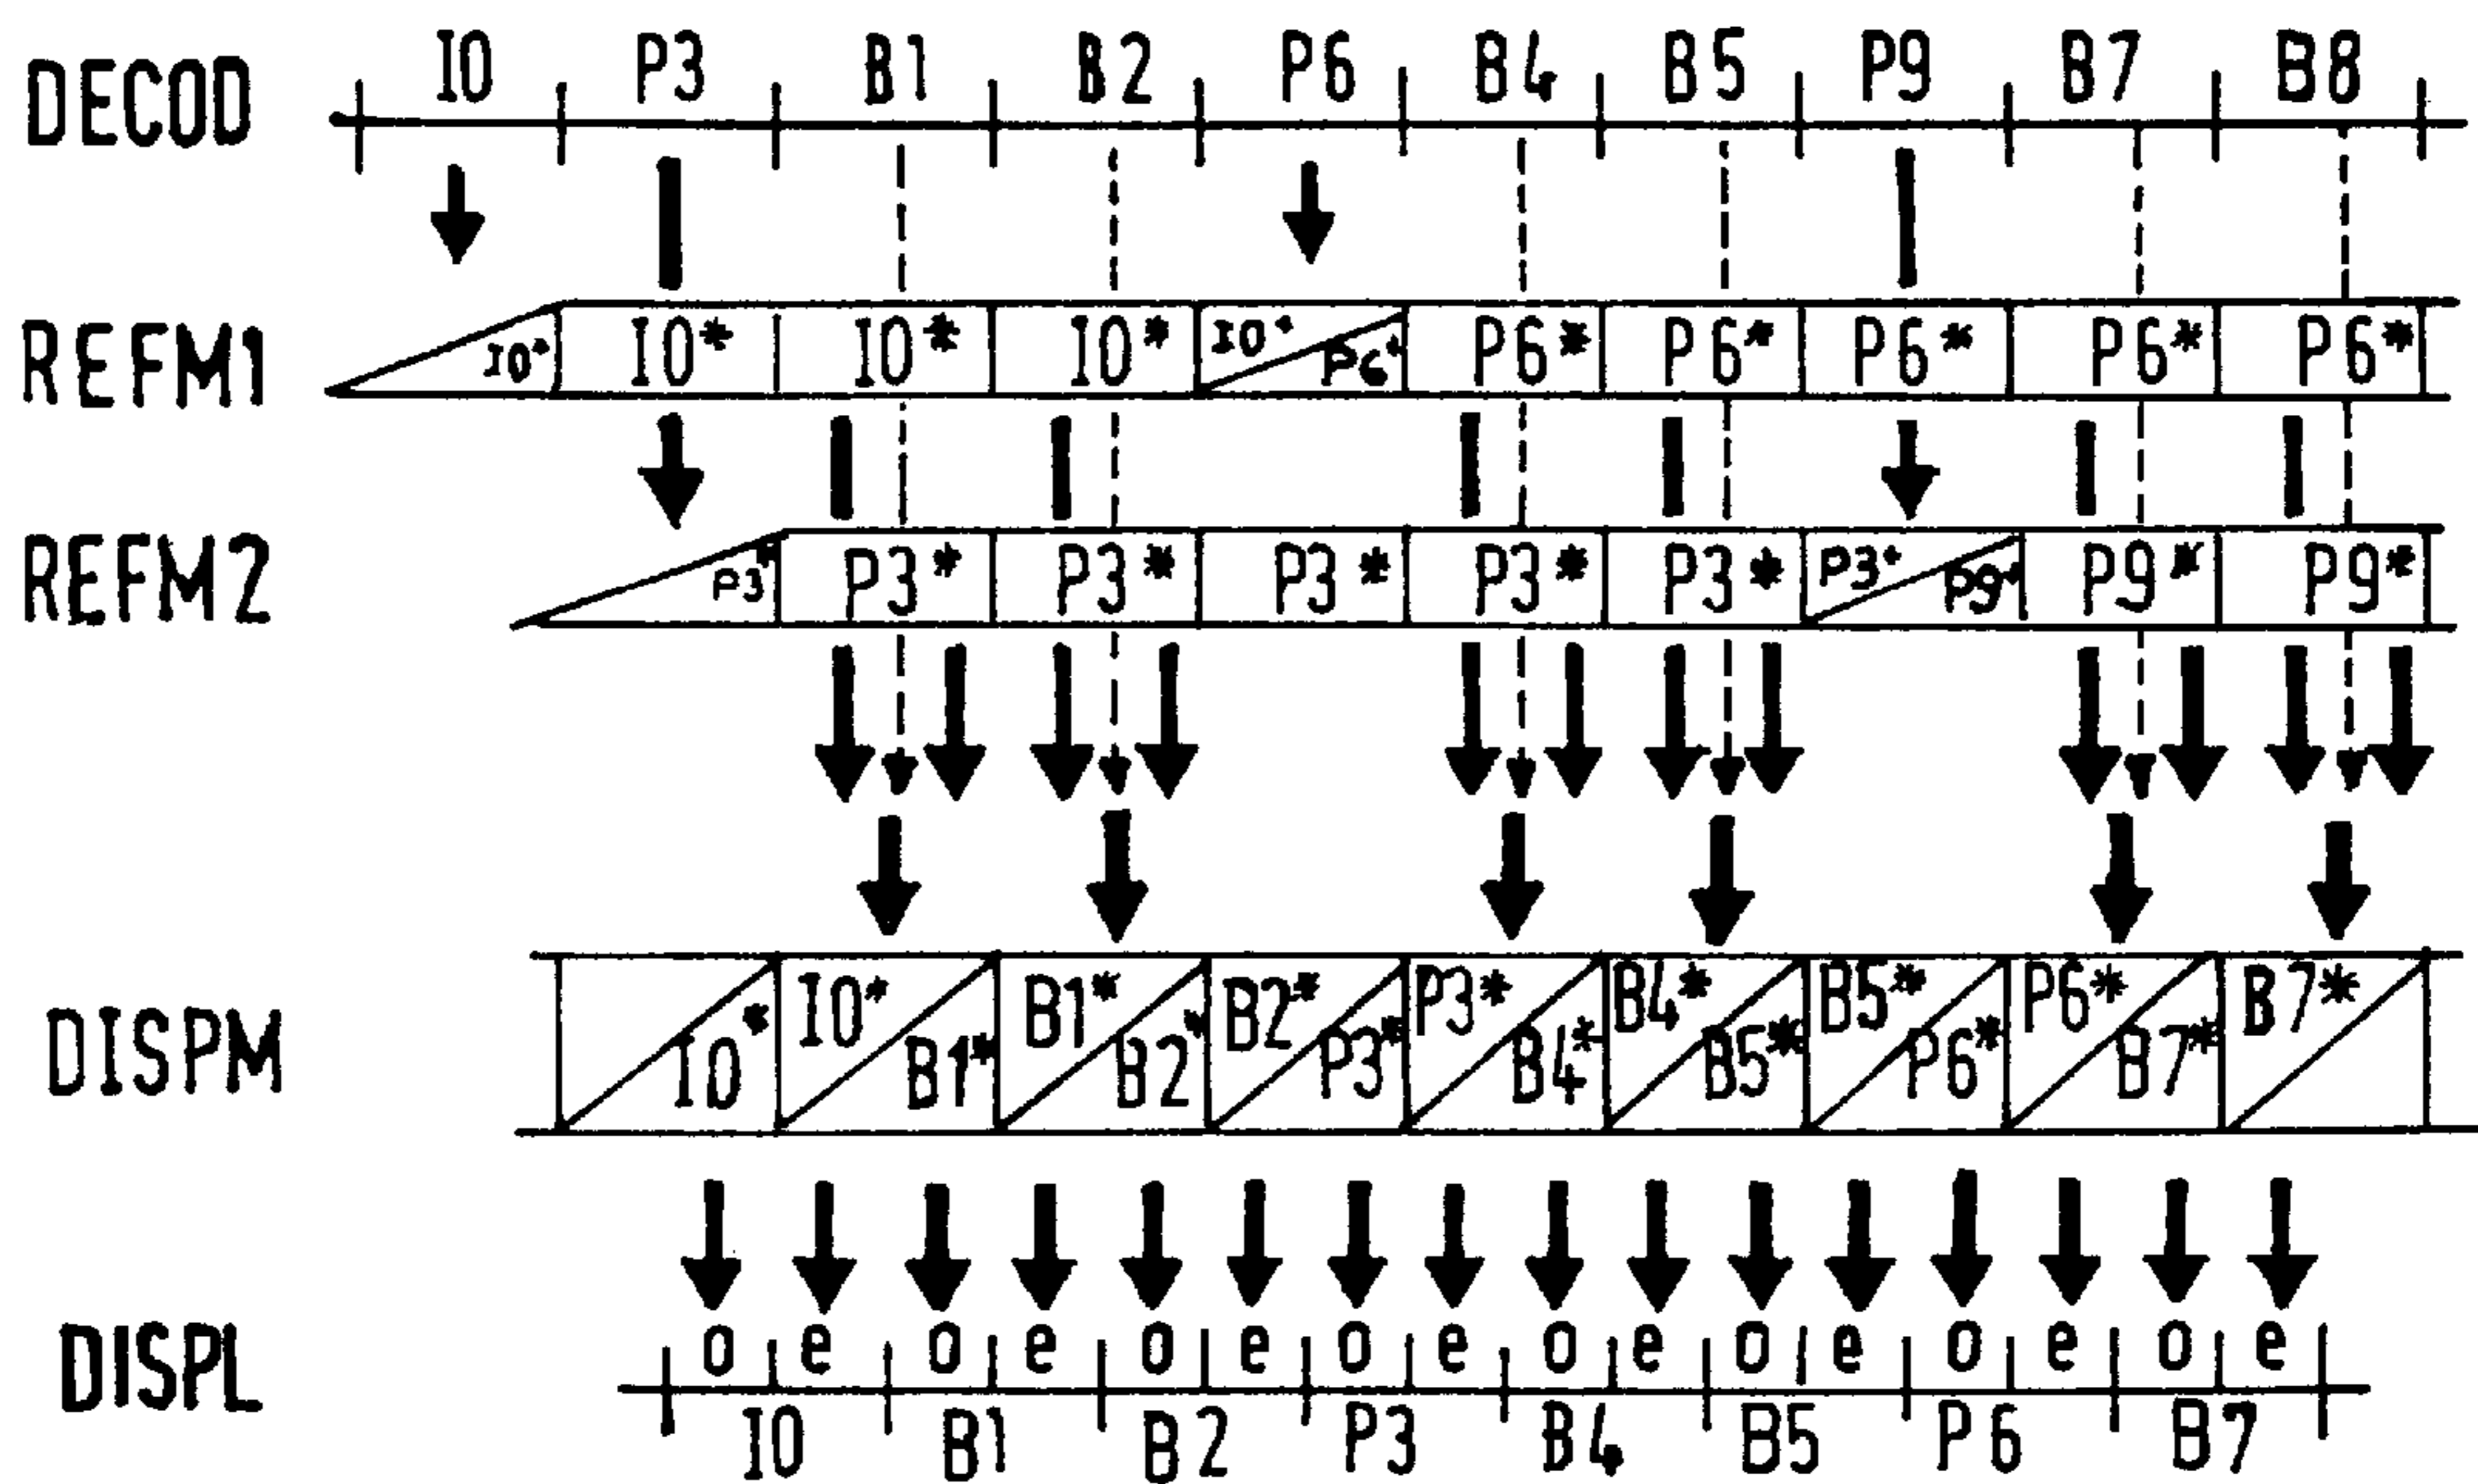 DECOD I0 P3 B1 B2 P6 B4 B5 P9 B7 B8
REFM1 I0* I0* I0* I0* I0* P6* P6* P6* P6* P6* P6*
REFM2 P3* P3* P3* P3* P3* P3* P3* P9* P9* P9*
DISPM I0* I0* B1* B1* B2* B2* P3* P3* B4* B4* B5* B5* P6* P6* B7* B7*
DISPL o e o e o e o e o e o e o e o e
I0 B1 B2 P3 B4 B5 P6 B7